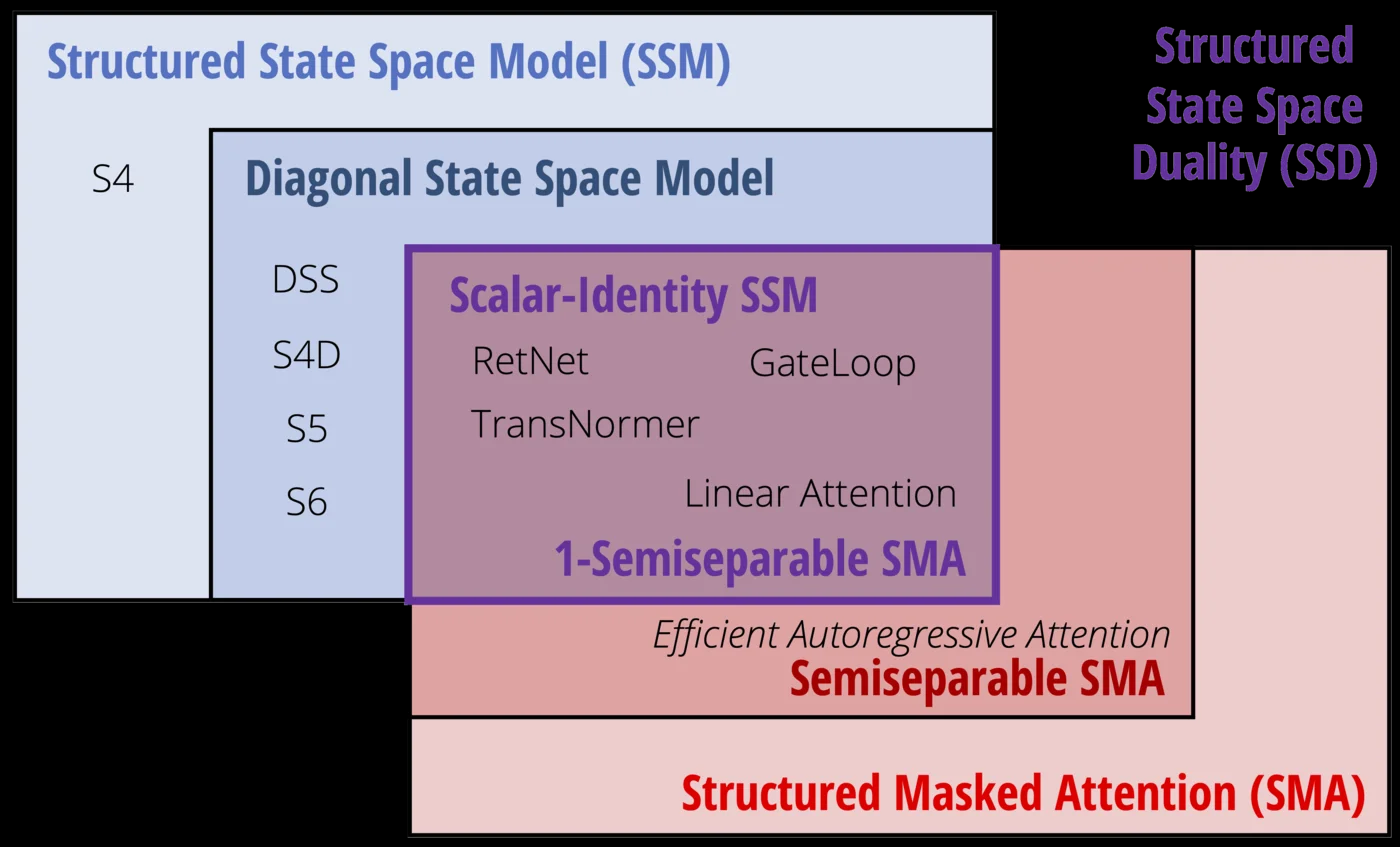 Structured State Space Model (SSM)
Structured
State Space
Duality (SSD)
S4
Diagonal State Space Model
DSS
S4D
S5
S6
Scalar-Identity SSM
RetNet
GateLoop
TransNormer
Linear Attention
1-Semiseparable SMA
Efficient Autoregressive Attention
Semiseparable SMA
Structured Masked Attention (SMA)